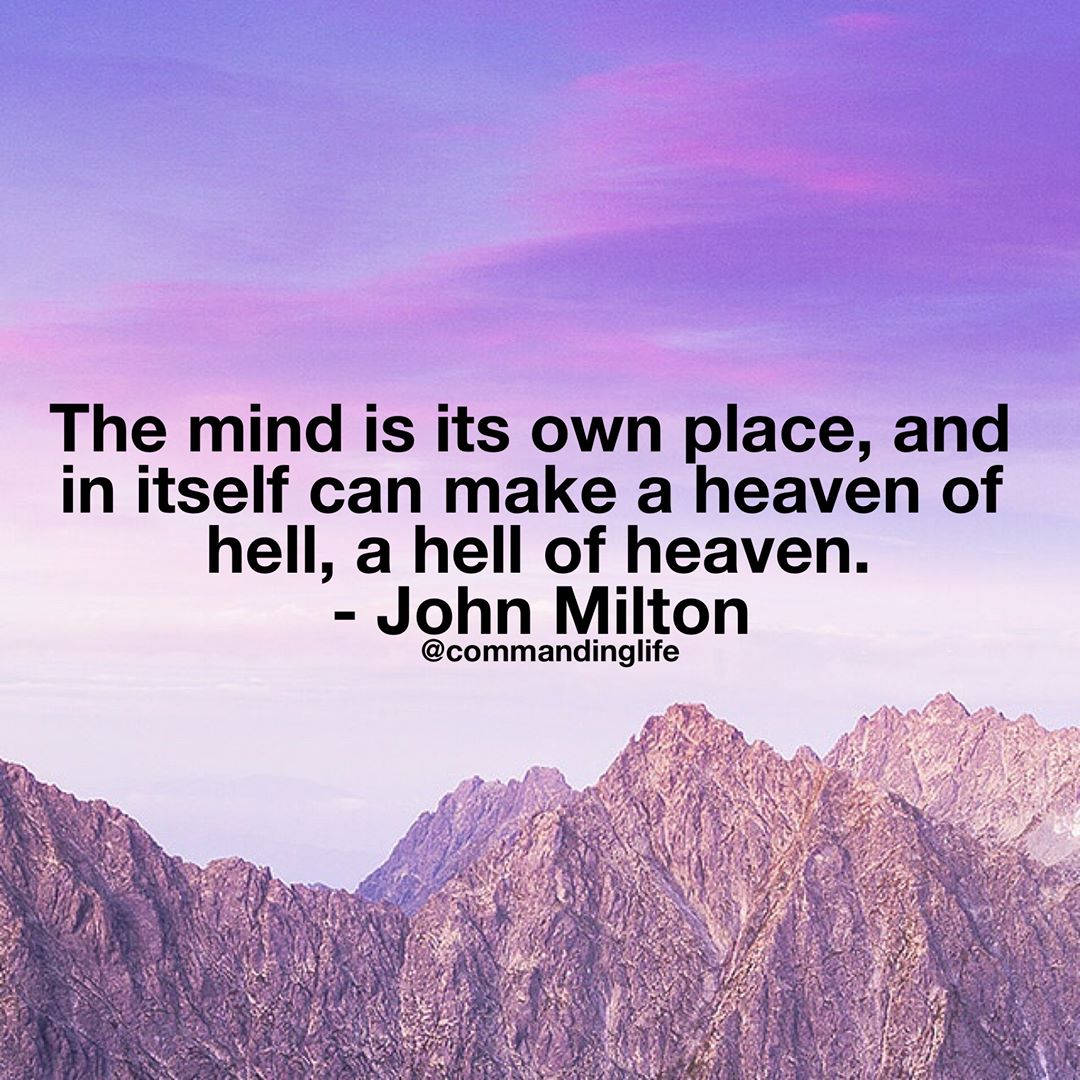 The mind is its own place, and
in itself can make a heaven of
hell, a hell of heaven.
- John Milton
@commandinglife